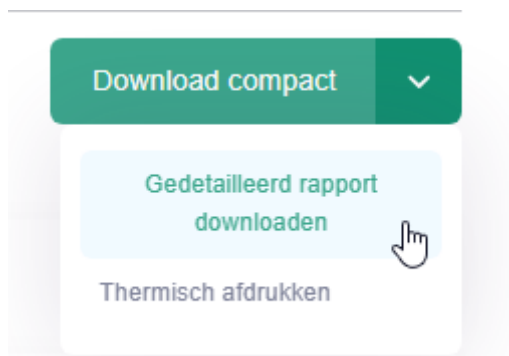 Download compact
Gedetailleerd rapport
downloaden
Thermisch afdrukken